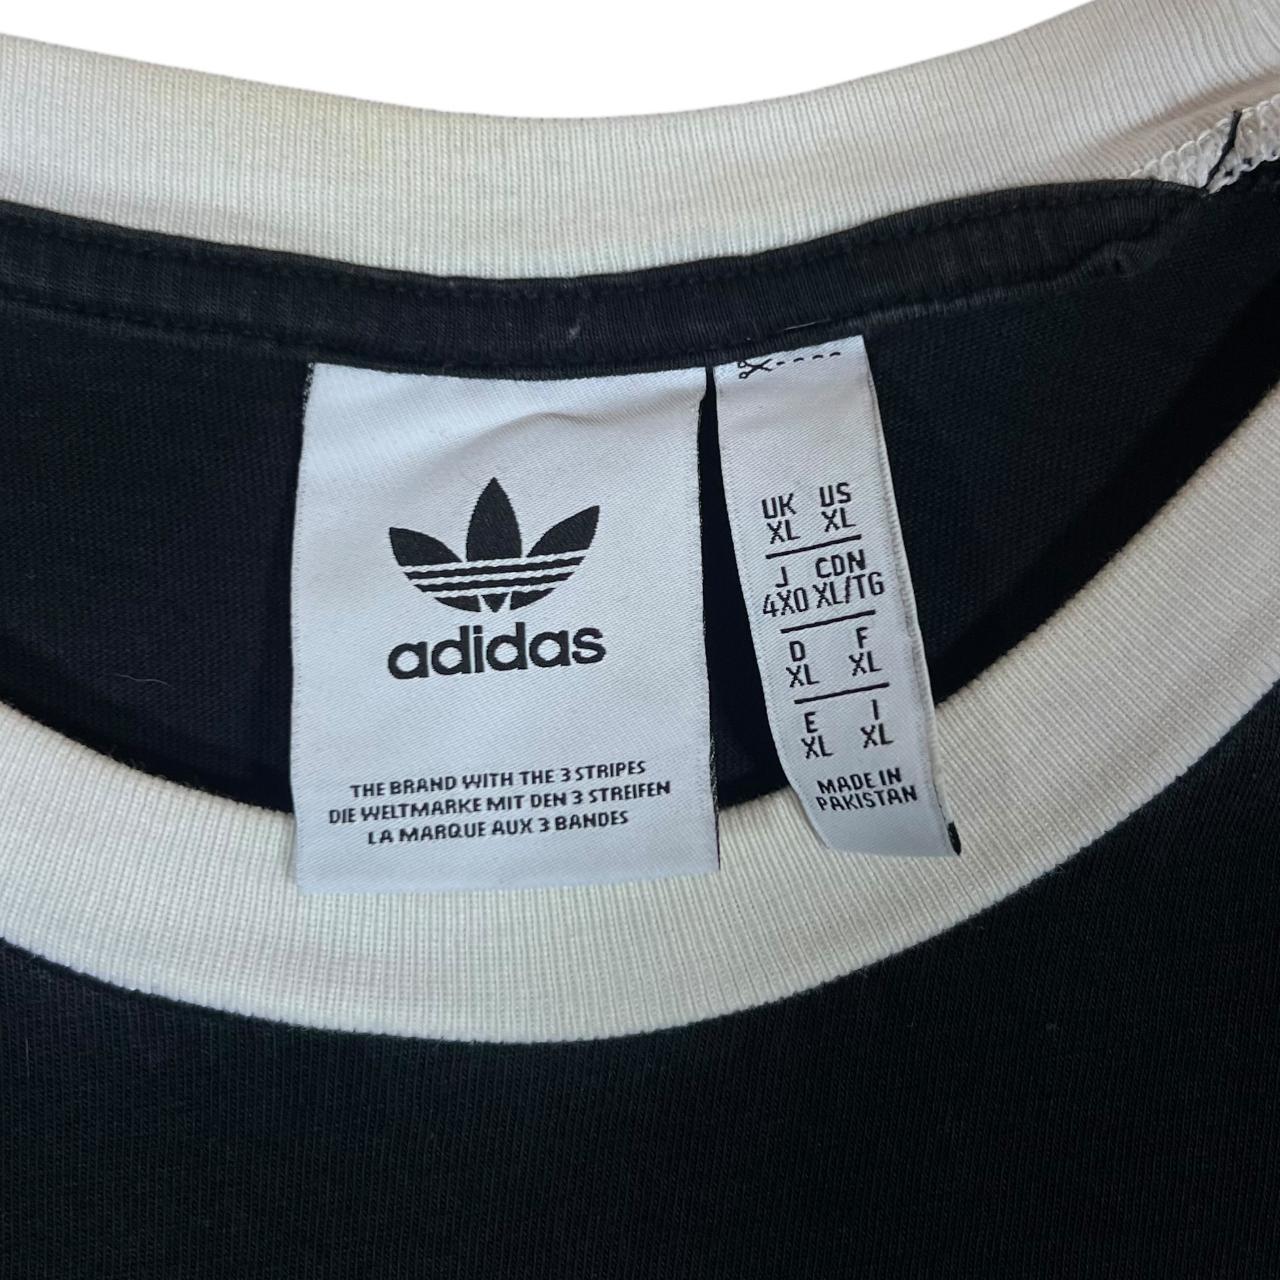 adidas
THE BRAND WITH THE 3 STRIPES
DIE WELTMARKE MIT DEN 3 STREIFEN
LA MARQUE AUX 3 BANDES
UK US
XL XL
J CDN
4XO XL/TG
D F
XL XL
E I
XL XL
MADE IN
PAKISTAN